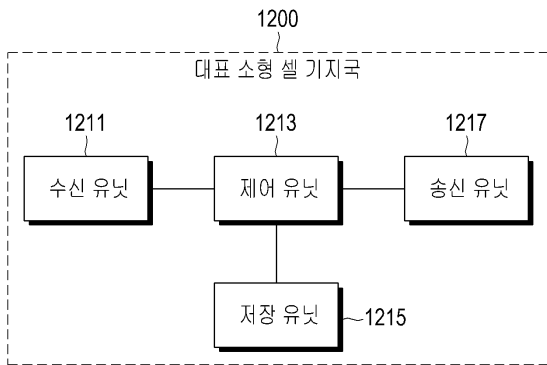 1200
대표 소형 셀 기지국
1211
1213
1217
수신 유닛
제어 유닛
송신 유닛
저장 유닛
1215